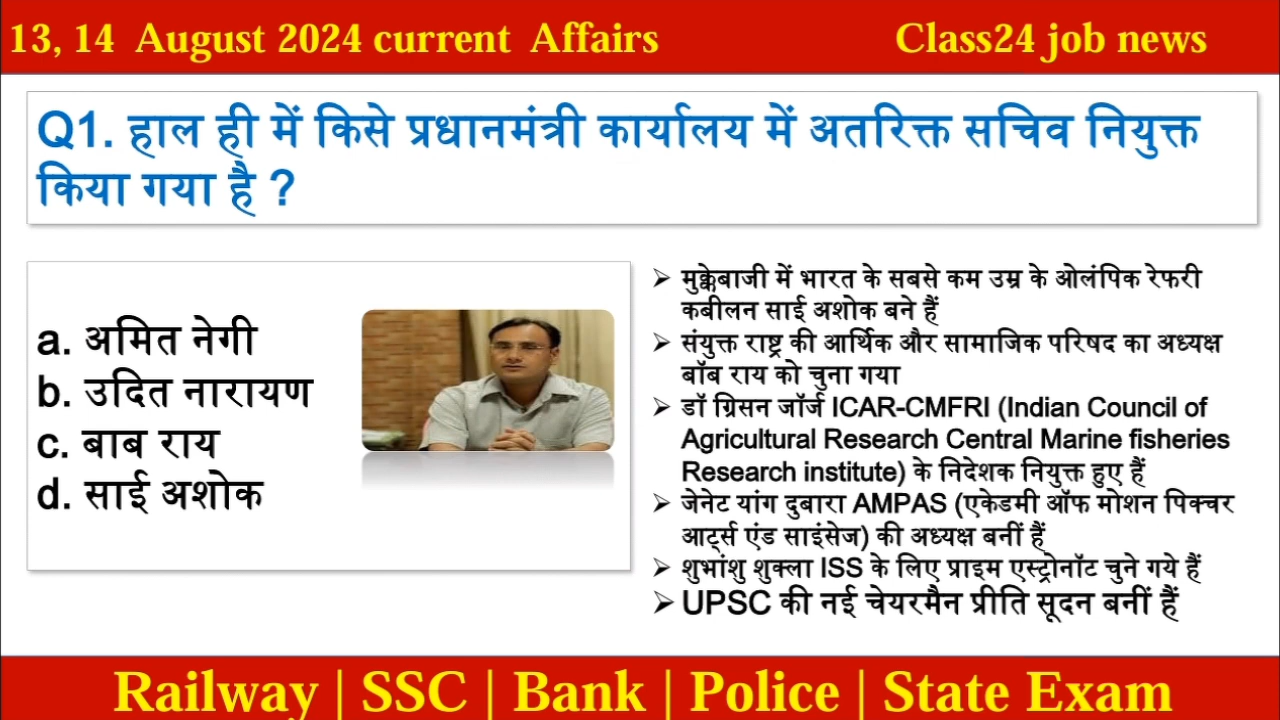 13, 14 August 2024 current Affairs
Class24 job news
Q1. हाल ही में किसे प्रधानमंत्री कार्यालय में अतरिक्त सचिव नियुक्त
किया गया है ?
a. अमित नेगी
b. उदित नारायण
c. बाब राय
d. साई अशोक
➢ मुक्केबाजी में भारत के सबसे कम उम्र के ओलंपिक रेफरी
कबीलन साई अशोक बने हैं
➢ संयुक्त राष्ट्र की आर्थिक और सामाजिक परिषद का अध्यक्ष
बॉब राय को चुना गया
➢ डॉ ग्रिसन जॉर्ज ICAR-CMFRI (Indian Council of
Agricultural Research Central Marine fisheries
Research institute) के निदेशक नियुक्त हुए हैं
➢ जेनेट यांग दुबारा AMPAS (एकेडमी ऑफ मोशन पिक्चर
आर्ट्स एंड साइंसेज) की अध्यक्ष बनीं हैं
➢ शुभांशु शुक्ला ISS के लिए प्राइम एस्ट्रोनॉट चुने गये हैं
➢ UPSC की नई चेयरमैन प्रीति सूदन बनीं हैं
Railway | SSC | Bank | Police | State Exam